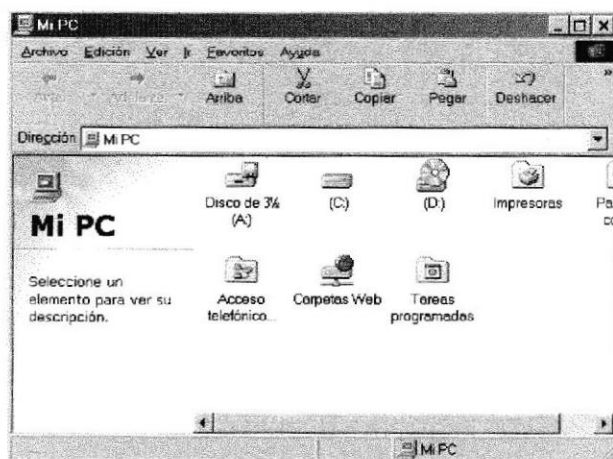 Mi PC
Archivo Edición Ver Ir Favoritos Ayuda
Atrás Adelante Arriba Cortar Copiar Pegar Deshacer »
Dirección Mi PC
Mi PC
Seleccione un
elemento para ver su
descripción.
Disco de 3½
(A:)
(C:)
(D:)
Impresoras
Acceso
telefónico...
Carpetas Web
Tareas
programadas
Mi PC